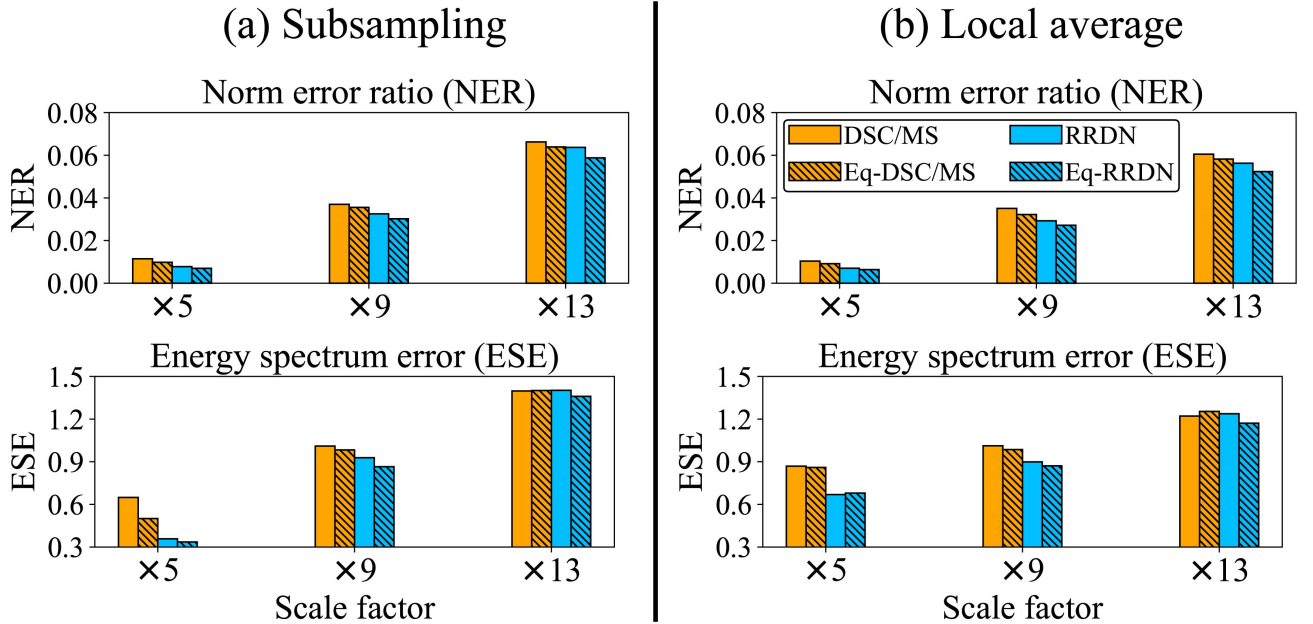 (a) Subsampling
Norm error ratio (NER)
NER
0.08
0.06
0.04
0.02
0.00
×5
×9
×13
Energy spectrum error (ESE)
ESE
1.5
1.2
0.9
0.6
0.3
×5
×9
×13
Scale factor
(b) Local average
Norm error ratio (NER)
NER
0.08
0.06
0.04
0.02
0.00
DSC/MS
RRDN
Eq-DSC/MS
Eq-RRDN
×5
×9
×13
Energy spectrum error (ESE)
ESE
1.5
1.2
0.9
0.6
0.3
×5
×9
×13
Scale factor